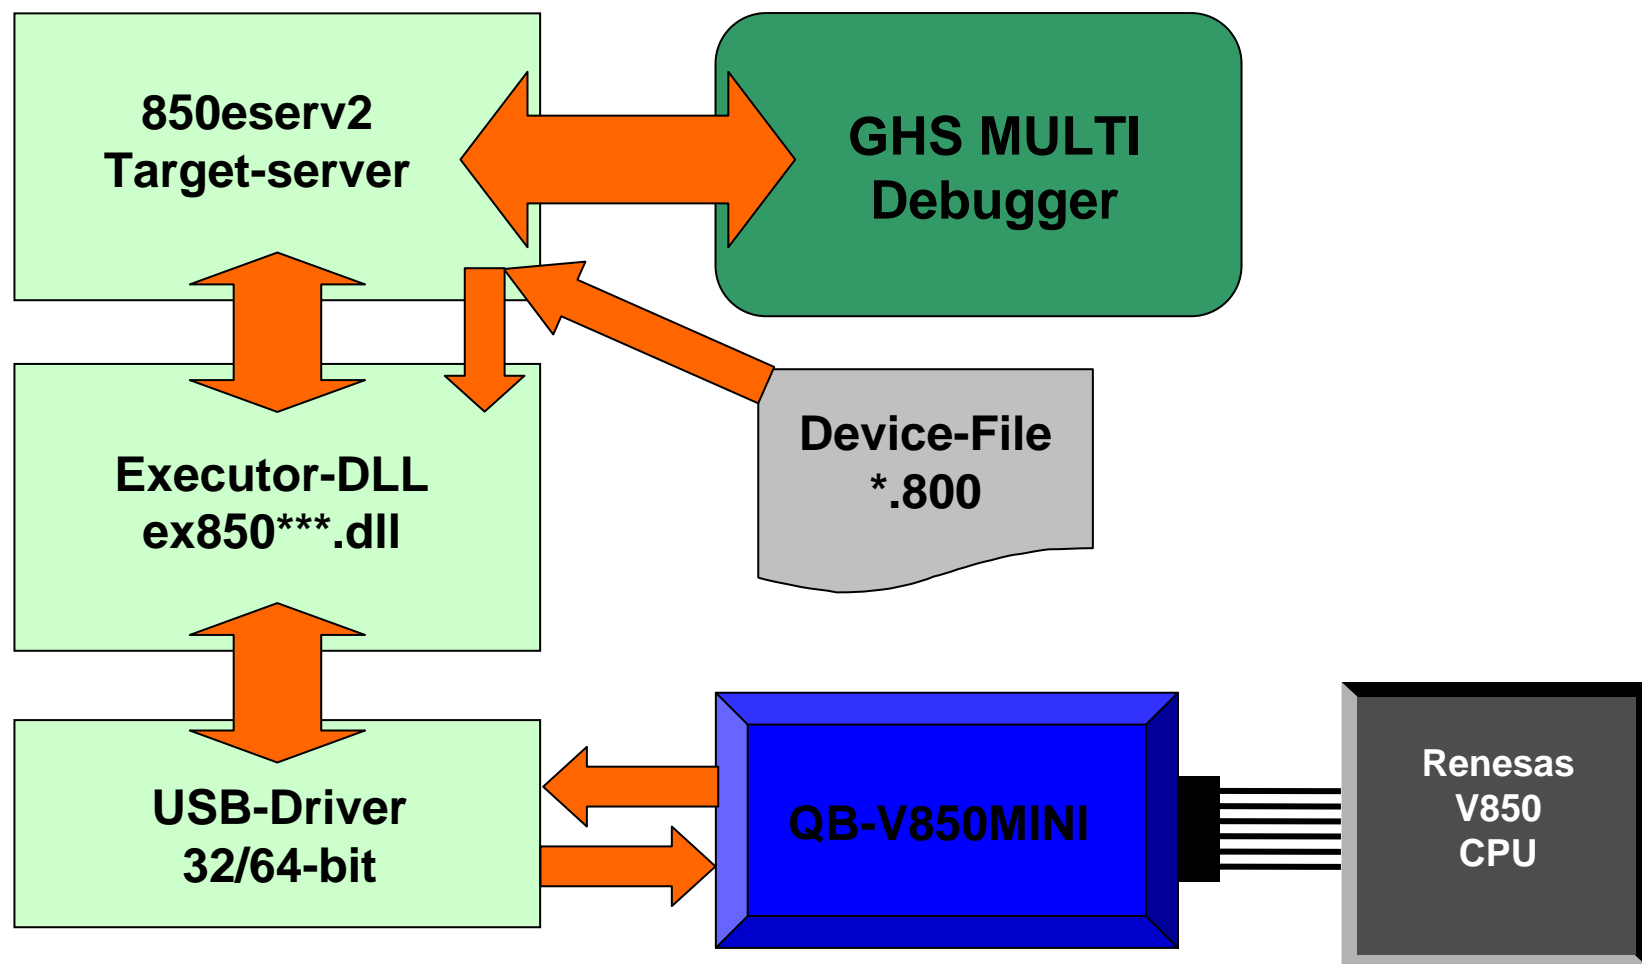 850eserv2
Target-server
GHS MULTI
Debugger
Device-File
*.800
Executor-DLL
ex850***.dll
USB-Driver
32/64-bit
QB-V850MINI
Renesas
V850
CPU